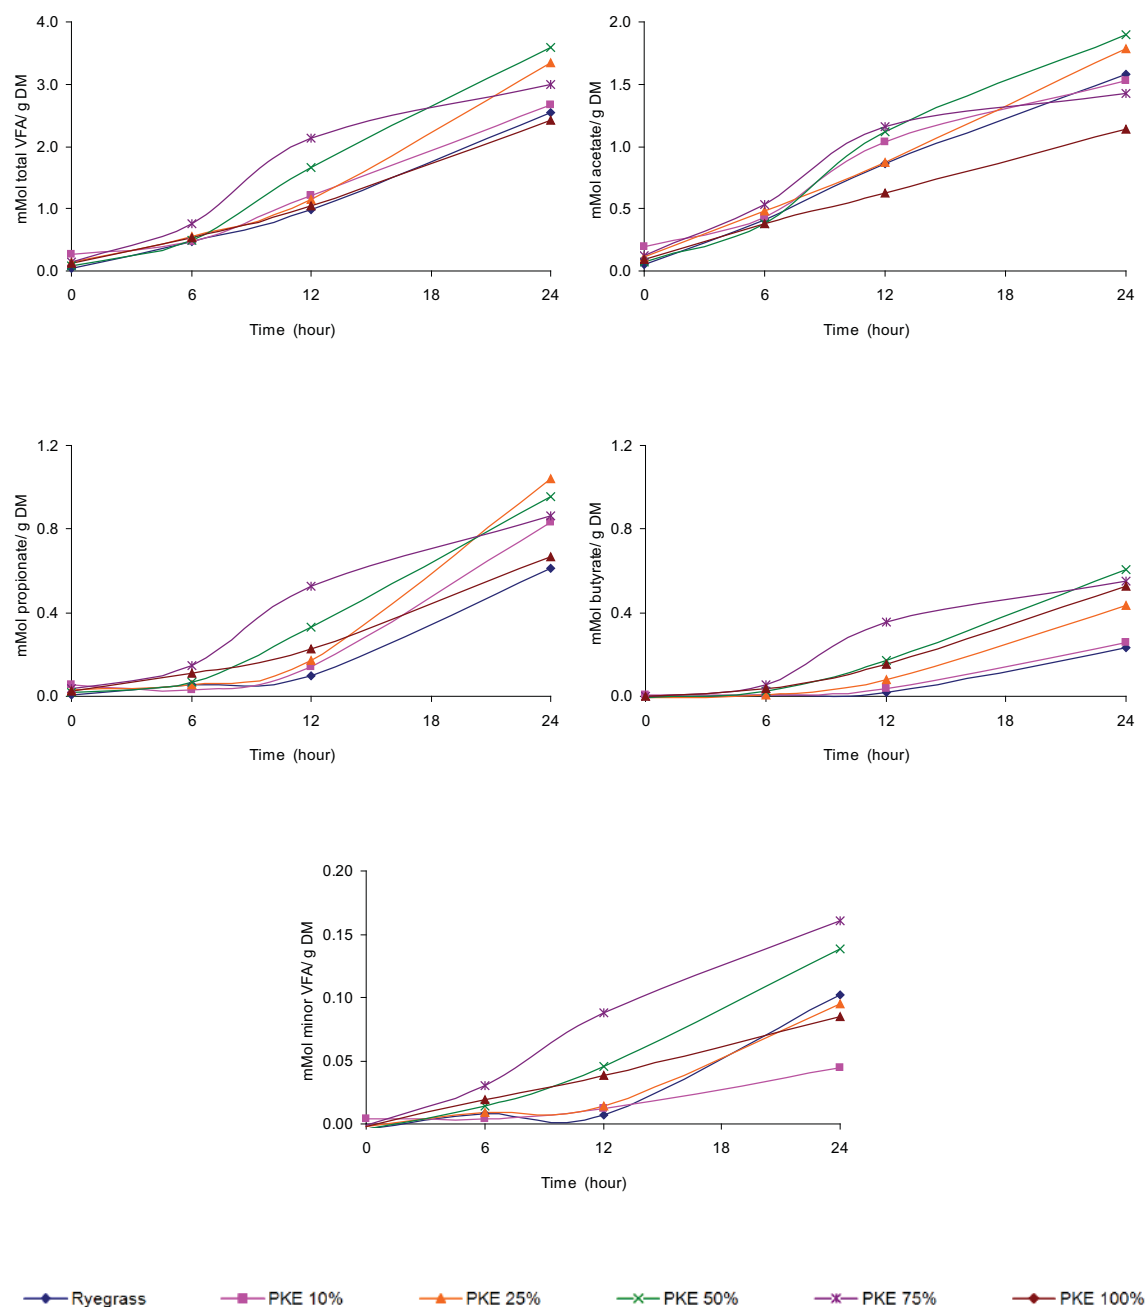 mMol total VFA/ g DM
4.0
3.0
2.0
1.0
0.0
0 6 12 18 24
Time (hour)
mMol acetate/ g DM
2.0
1.5
1.0
0.5
0.0
0 6 12 18 24
Time (hour)
mMol propionate/ g DM
1.2
0.8
0.4
0.0
0 6 12 18 24
Time (hour)
mMol butyrate/ g DM
1.2
0.8
0.4
0.0
0 6 12 18 24
Time (hour)
mMol minor VFA/ g DM
0.20
0.15
0.10
0.05
0.00
0 6 12 18 24
Time (hour)
Ryegrass PKE 10% PKE 25% PKE 50% PKE 75% PKE 100%